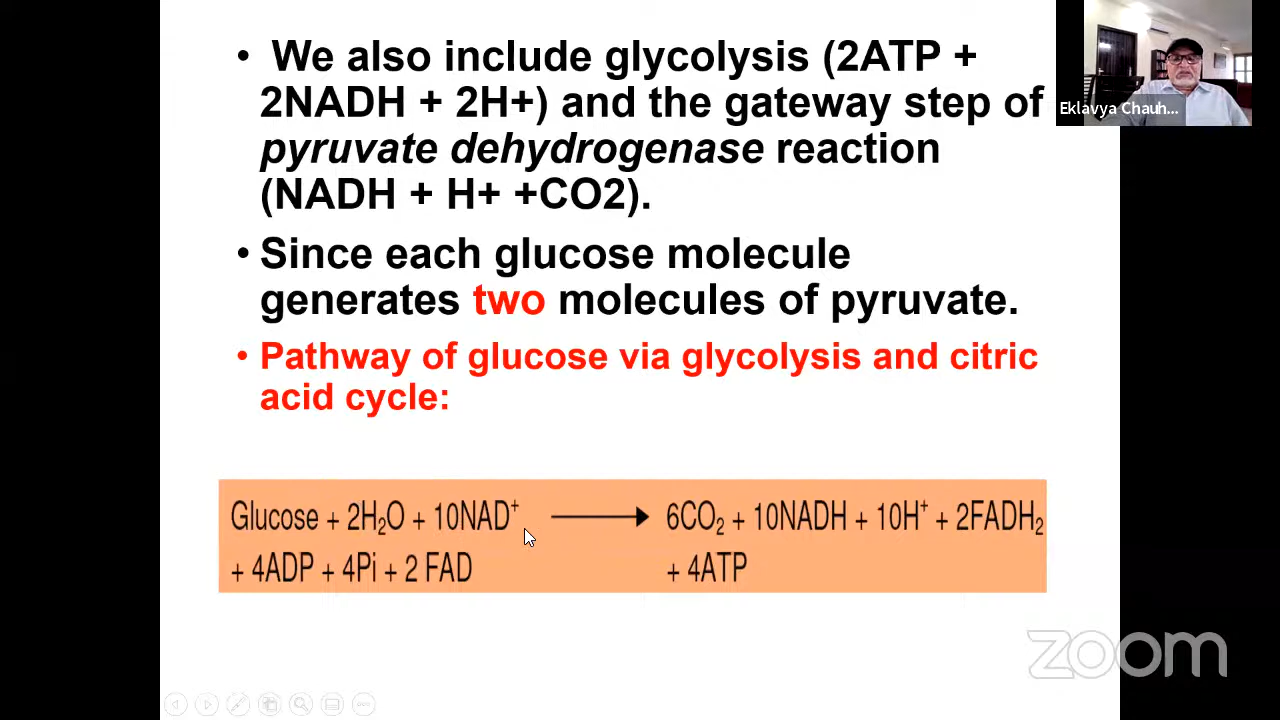 • We also include glycolysis (2ATP +
2NADH + 2H+) and the gateway step of
pyruvate dehydrogenase reaction
(NADH + H+ +CO2).
• Since each glucose molecule
generates two molecules of pyruvate.
• Pathway of glucose via glycolysis and citric
acid cycle:
Glucose + 2H₂O + 10NAD⁺ → 6CO₂ + 10NADH + 10H⁺ + 2FADH₂
+ 4ADP + 4Pi + 2 FAD + 4ATP
Eklavya Chauh...
zoom